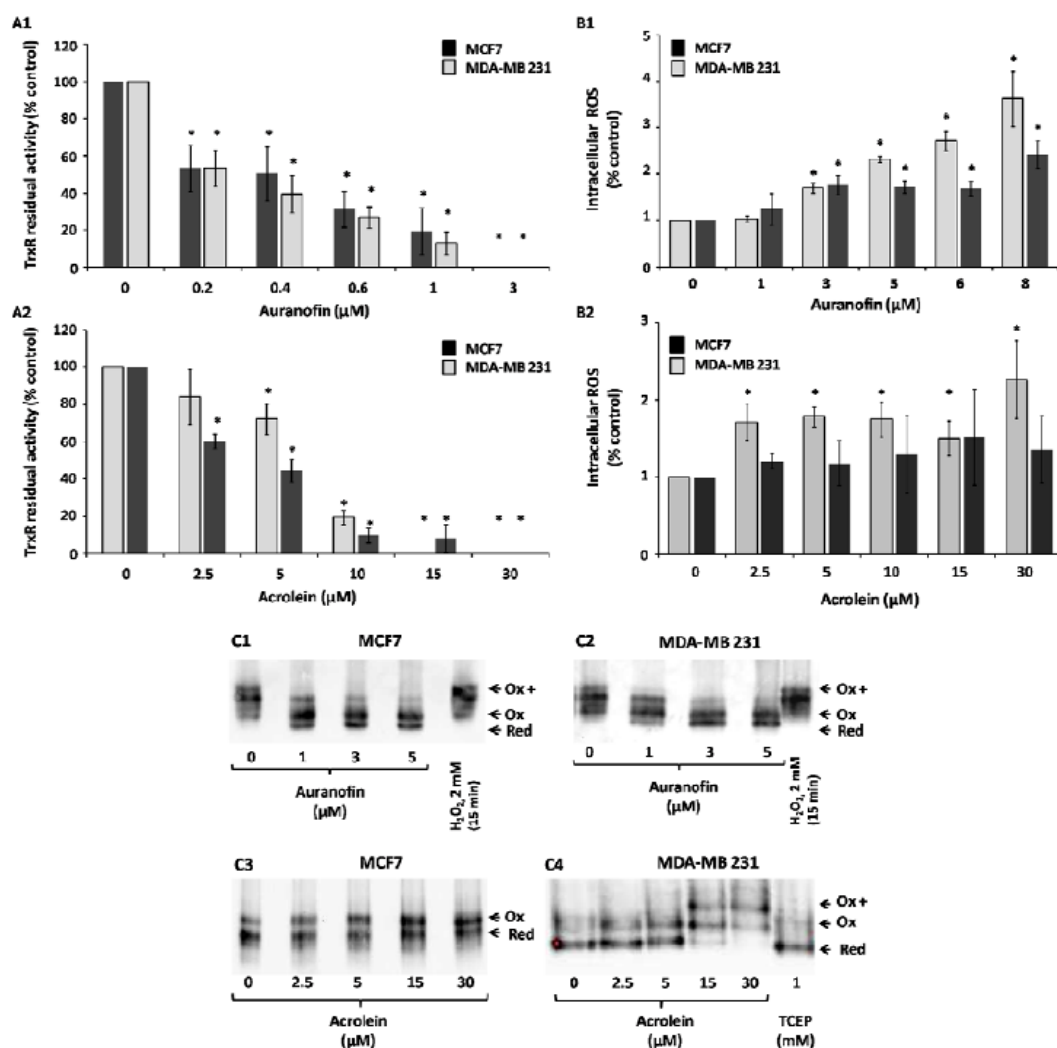 A1
TrxR residual activity (% control)
120
100
80
60
40
20
0
MCF7
MDA-MB 231
* * * * * * * * * *
0 0.2 0.4 0.6 1 3
Auranofin (µM)
B1
Intracellular ROS
(% control)
5
4
3
2
1
0
MCF7
MDA-MB 231
* * * * * * * *
0 1 3 5 6 8
Auranofin (µM)
A2
TrxR residual activity (% control)
120
100
80
60
40
20
0
MCF7
MDA-MB 231
* * * * * * * * *
0 2.5 5 10 15 30
Acrolein (µM)
B2
Intracellular ROS
(% control)
3
2
1
0
MCF7
MDA-MB 231
* * * * *
0 2.5 5 10 15 30
Acrolein (µM)
C1 MCF7
Ox +
Ox
Red
0 1 3 5
Auranofin
(µM)
H₂O₂, 2 mM
(15 min)
C2 MDA-MB 231
Ox +
Ox
Red
0 1 3 5
Auranofin
(µM)
H₂O₂, 2 mM
(15 min)
C3 MCF7
Ox
Red
0 2.5 5 15 30
Acrolein
(µM)
C4 MDA-MB 231
Ox +
Ox
Red
0 2.5 5 15 30 1
Acrolein
(µM)
TCEP
(mM)